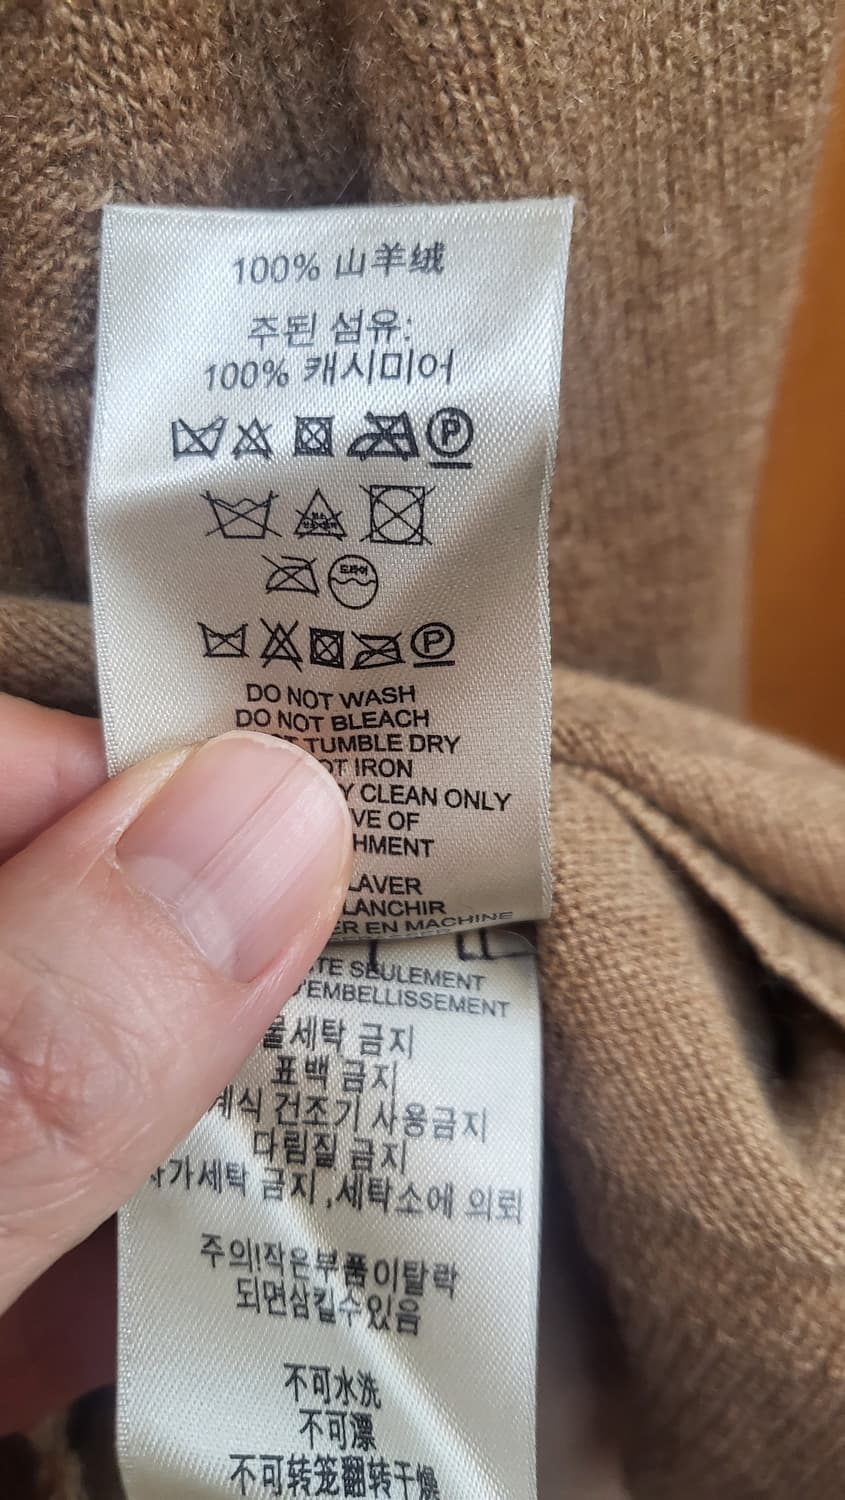 100% 山羊绒
주된 섬유:
100% 캐시미어
P
드라이
P
DO NOT WASH
DO NOT BLEACH
TUMBLE DRY
IRON
CLEAN ONLY
OF
LAVER
EN MACHINE
SEULEMENT
D'EMBELLISSEMENT
물세탁 금지
표백 금지
건조기 사용금지
다림질 금지
금지 ,세탁소에 의뢰
주의!작은부품이탈락
되면삼킬수있음
不可水洗
不可漂
不可转笼翻转干燥